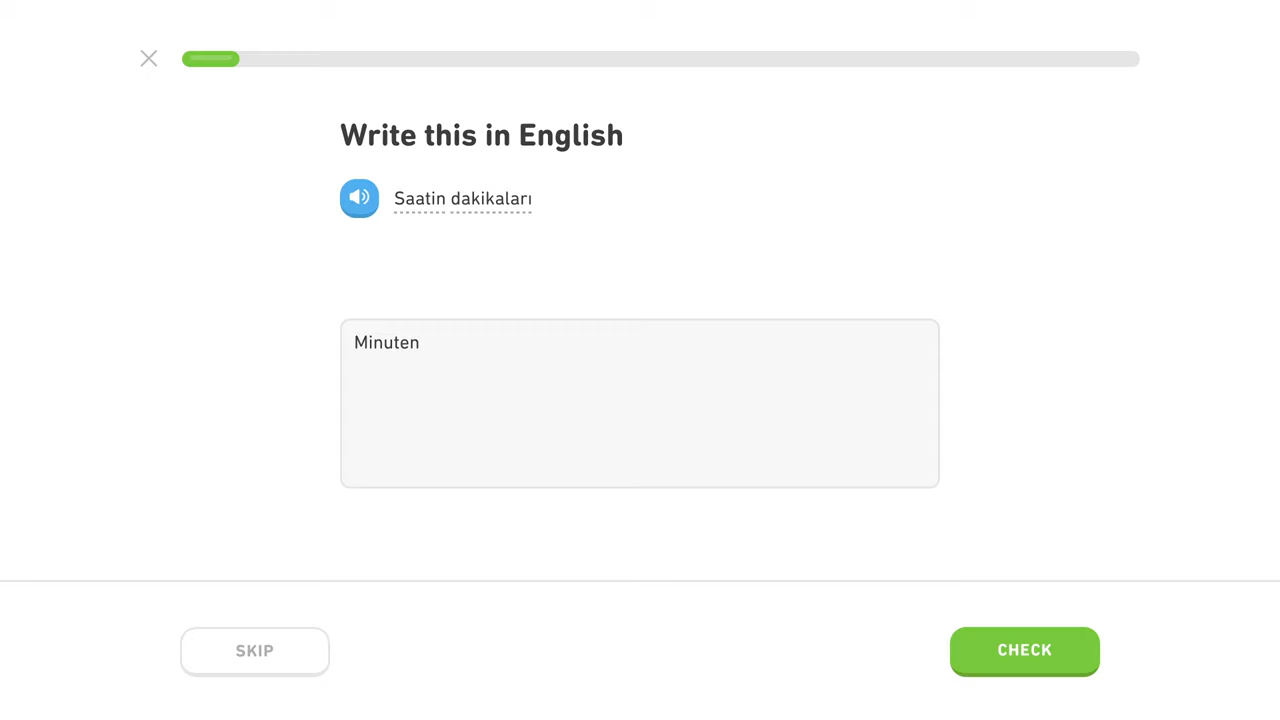 Write this in English
Saatin dakikaları
Minuten
SKIP
CHECK